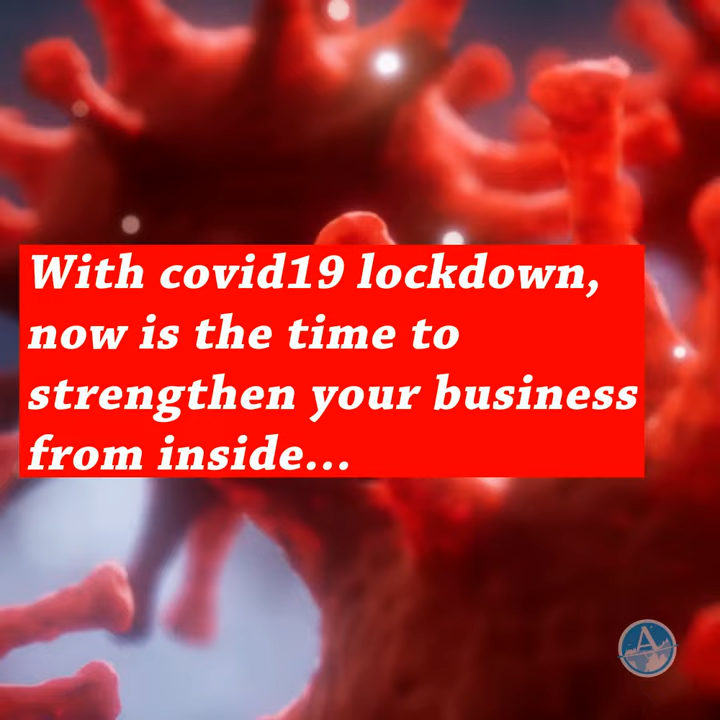 With covid19 lockdown,
now is the time to
strengthen your business
from inside...
A